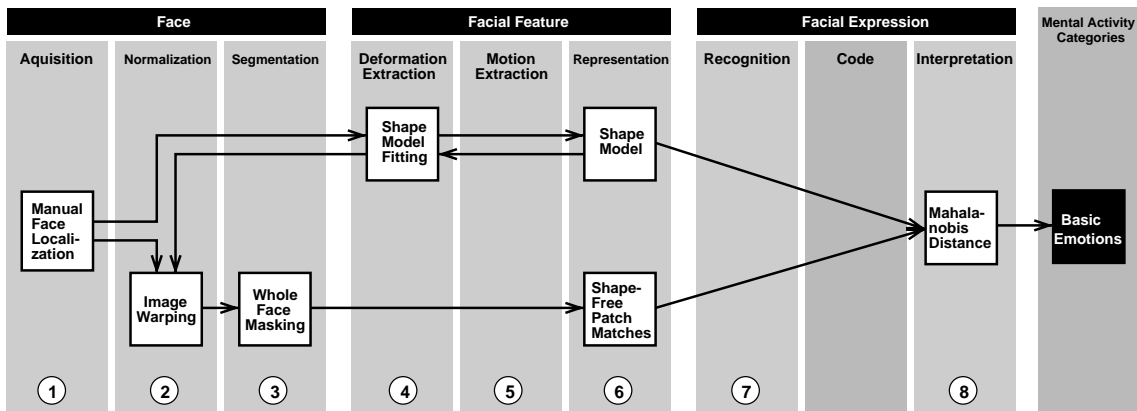 Face
Facial Feature
Facial Expression
Mental Activity
Categories
Aquisition
Normalization
Segmentation
Deformation
Extraction
Motion
Extraction
Representation
Recognition
Code
Interpretation
Shape
Model
Fitting
Shape
Model
Manual
Face
Locali-
zation
Mahala-
nobis
Distance
Basic
Emotions
Image
Warping
Whole
Face
Masking
Shape-
Free
Patch
Matches
1
2
3
4
5
6
7
8